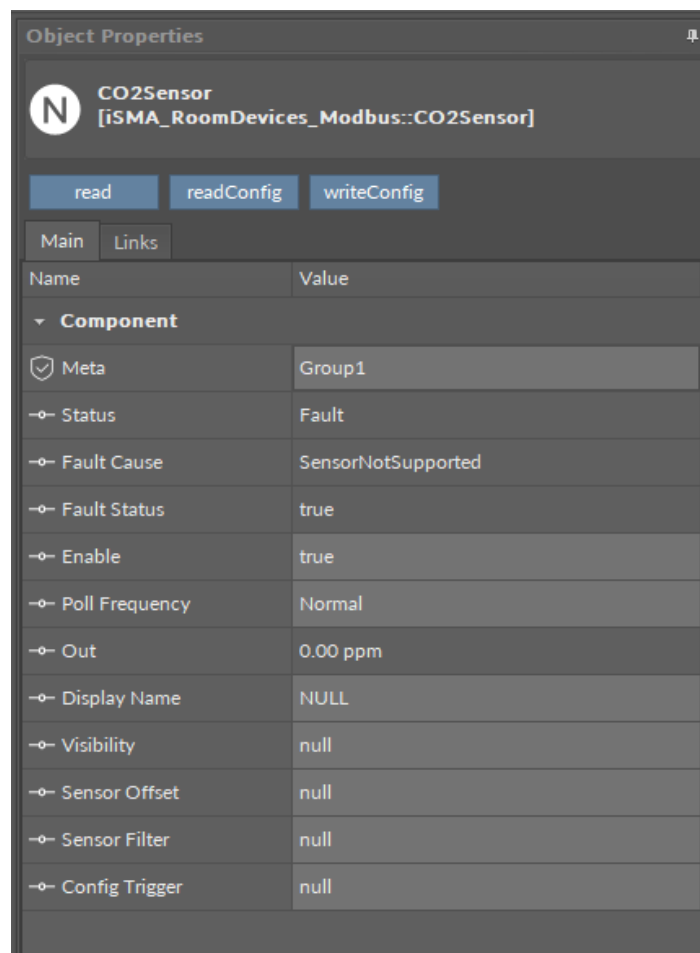 Object Properties
N
CO2Sensor
[iSMA_RoomDevices_Modbus::CO2Sensor]
read readConfig writeConfig
Main Links
Name Value
Component
Meta Group1
Status Fault
Fault Cause SensorNotSupported
Fault Status true
Enable true
Poll Frequency Normal
Out 0.00 ppm
Display Name NULL
Visibility null
Sensor Offset null
Sensor Filter null
Config Trigger null